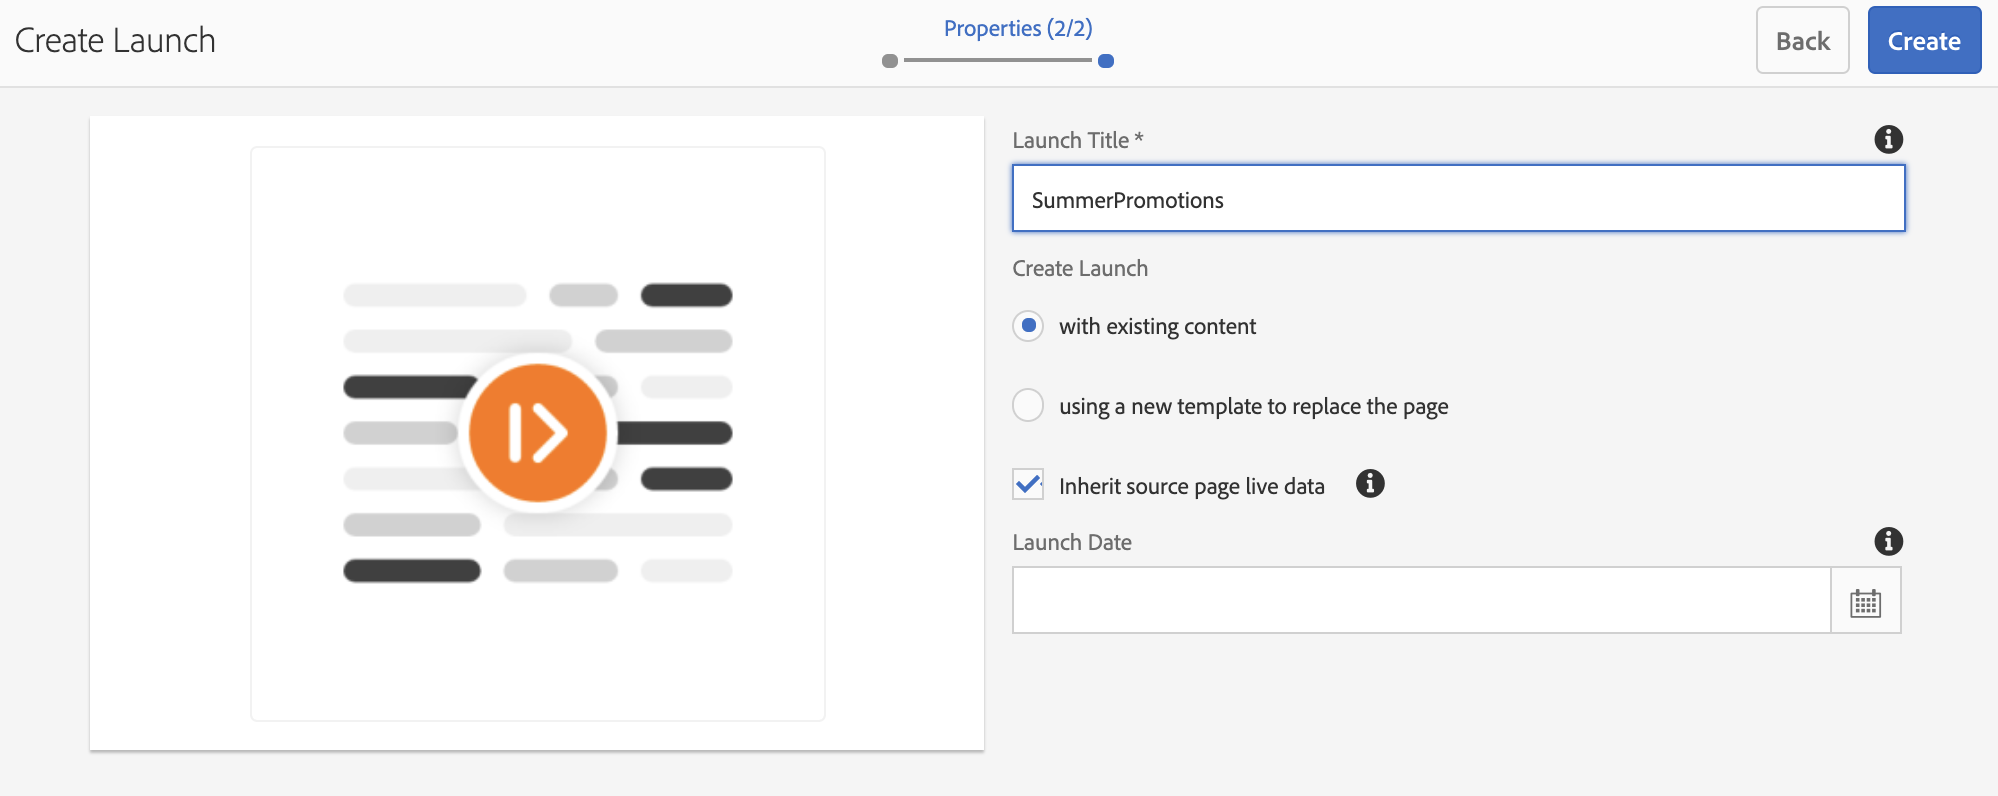 Create Launch
Properties (2/2)
Back
Create
Launch Title *
SummerPromotions
Create Launch
with existing content
using a new template to replace the page
Inherit source page live data
Launch Date